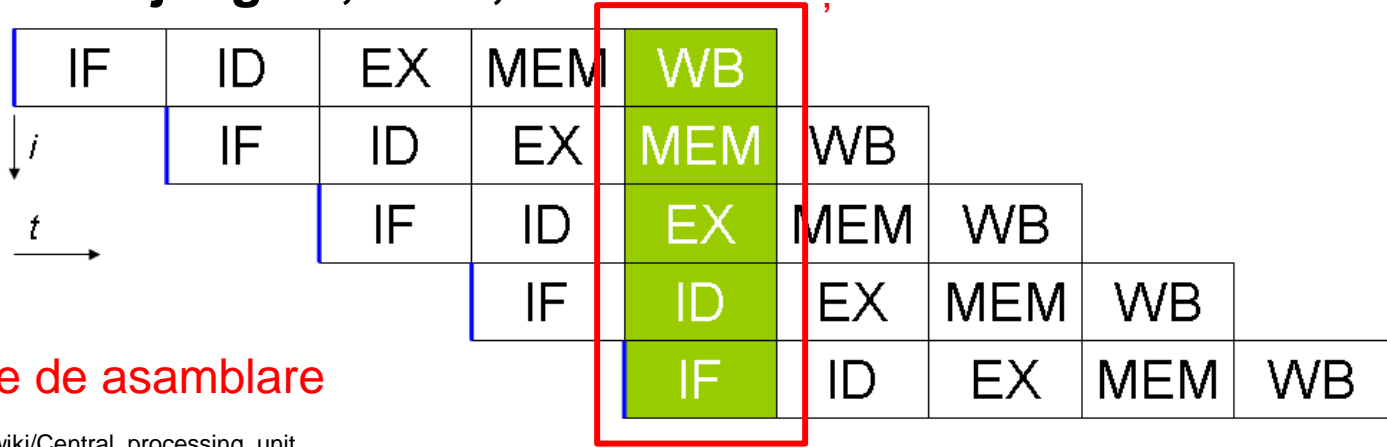 IF ID EX MEM WB
i IF ID EX MEM WB
t IF ID EX MEM WB
IF ID EX MEM WB
IF ID EX MEM WB
e de asamblare
wiki/Central_processing_unit